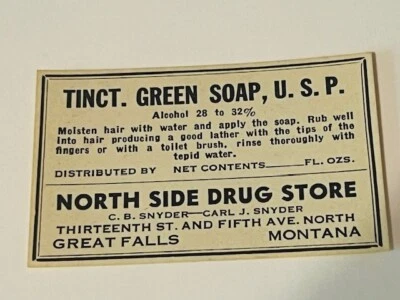 TINCT. GREEN SOAP, U. S. P.
Alcohol 28 to 32%
Moisten hair with water and apply the soap. Rub well
into hair producing a good lather with the tips of the
fingers or with a toilet brush, rinse thoroughly with
tepid water.
DISTRIBUTED BY NET CONTENTS______FL. OZS.
NORTH SIDE DRUG STORE
C. B. SNYDER—CARL J. SNYDER
THIRTEENTH ST. AND FIFTH AVE. NORTH
GREAT FALLS MONTANA